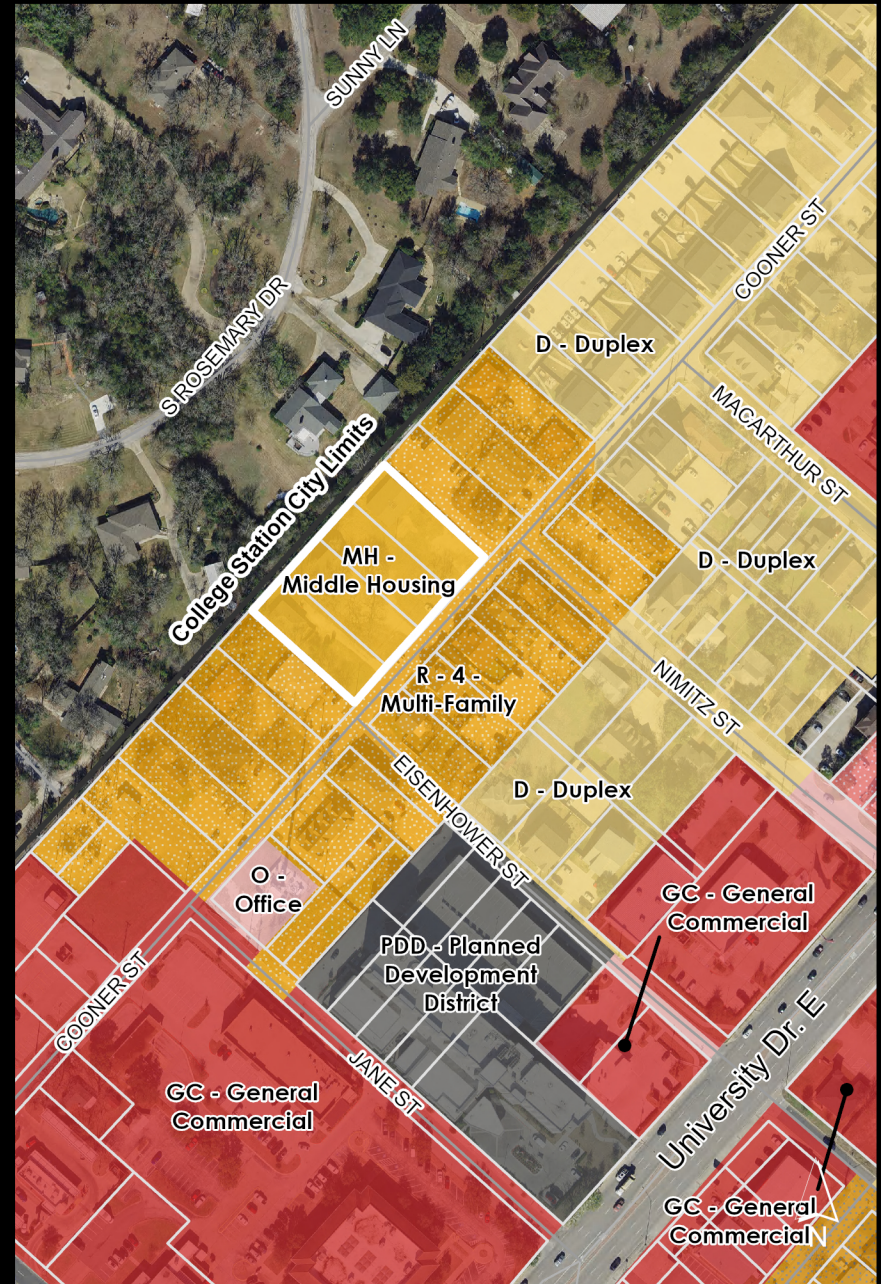 SUNNY LN
COONER ST
S ROSEMARY DR
D - Duplex
MACARTHUR ST
College Station City Limits
MH -
Middle Housing
D - Duplex
R - 4 -
Multi-Family
NIMITZ ST
EISENHOWER ST
D - Duplex
O -
Office
GC - General
Commercial
PDD - Planned
Development
District
COONER ST
University Dr. E
JANE ST
GC - General
Commercial
GC - General
Commercial
N